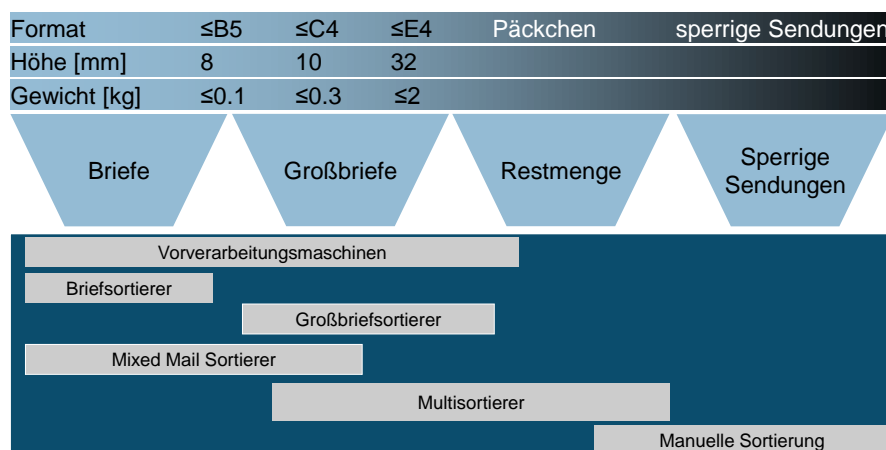 Format ≤B5 ≤C4 ≤E4 Päckchen sperrige Sendungen
Höhe [mm] 8 10 32
Gewicht [kg] ≤0.1 ≤0.3 ≤2
Briefe Großbriefe Restmenge Sperrige Sendungen
Vorverarbeitungsmaschinen
Briefsortierer
Großbriefsortierer
Mixed Mail Sortierer
Multisortierer
Manuelle Sortierung